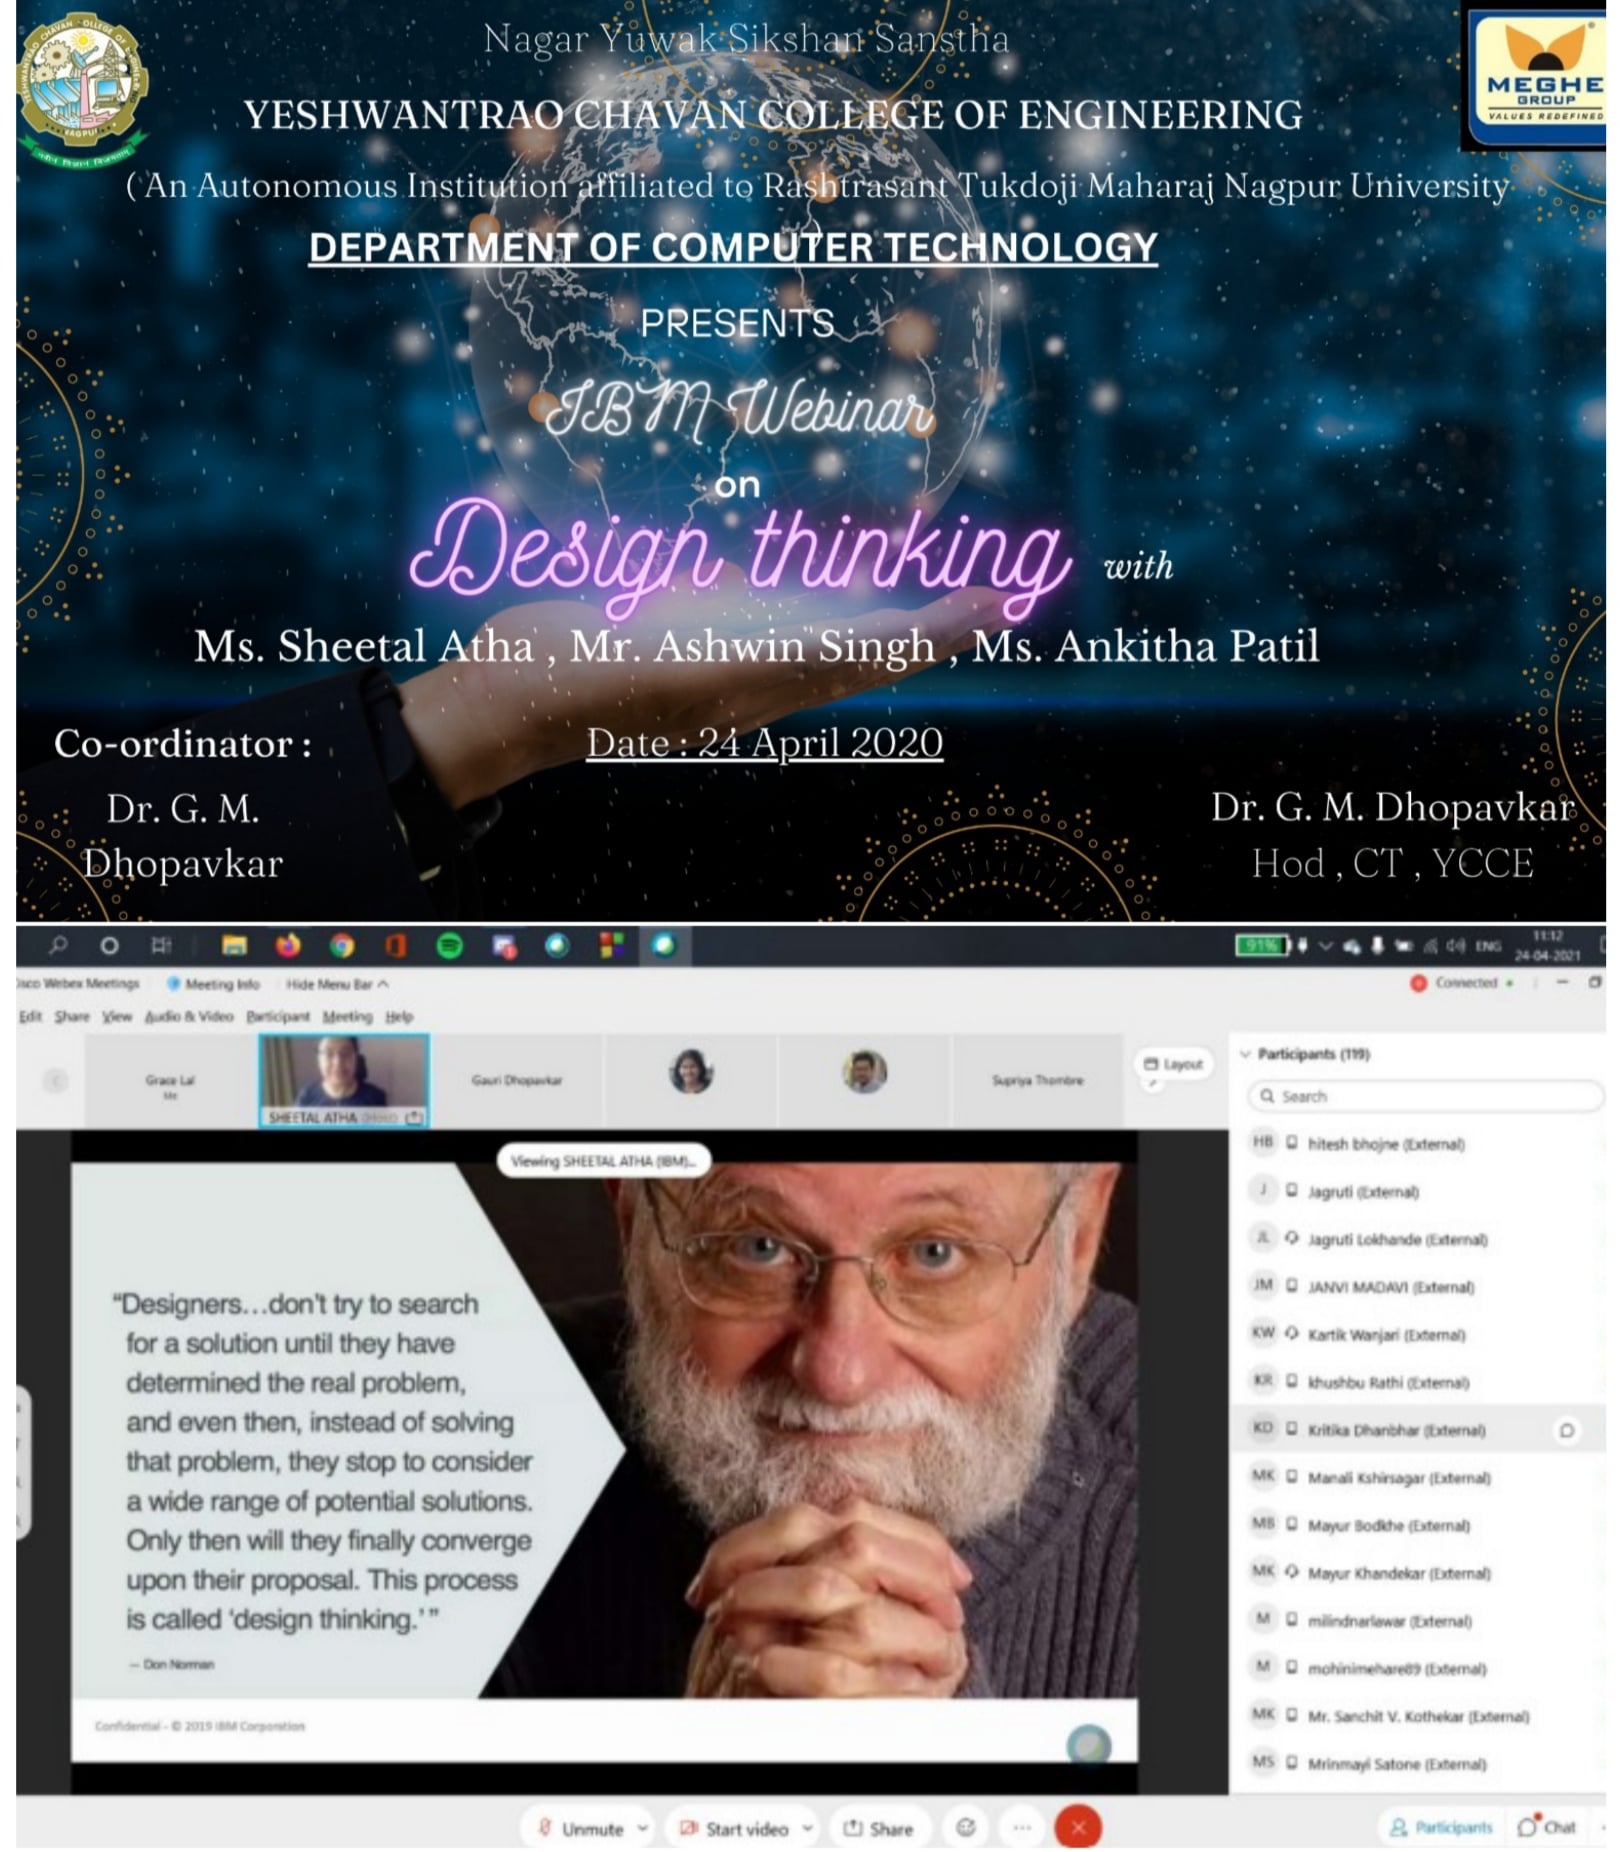 Nagar Yuwak Sikshan Sanstha
MEGHE
GROUP
VALUES REDEFINED
YESHWANTRAO CHAVAN COLLEGE OF ENGINEERING
( An Autonomous Institution affiliated to Rashtrasant Tukdoji Maharaj Nagpur University
DEPARTMENT OF COMPUTER TECHNOLOGY
PRESENTS
IBM Webinar
on
Design thinking with
Ms. Sheetal Atha , Mr. Ashwin Singh , Ms. Ankitha Patil
Co-ordinator :
Dr. G. M.
Dhopavkar
Date : 24 April 2020
Dr. G. M. Dhopavkar
Hod , CT , YCCE
91%
ENG
11:12
24-04-2021
isco Webex Meetings
Meeting Info
Hide Menu Bar
Connected
Edit Share View Audio & Video Participant Meeting Help
Grace Lal
Me
SHEETAL ATHA
Gauri Dhopavkar
Supriya Thombre
Layout
Viewing SHEETAL ATHA (IBM)...
“Designers...don't try to search
for a solution until they have
determined the real problem,
and even then, instead of solving
that problem, they stop to consider
a wide range of potential solutions.
Only then will they finally converge
upon their proposal. This process
is called ‘design thinking.’”
– Don Norman
Confidential - © 2019 IBM Corporation
Participants (119)
Search
HB hitesh bhojne (External)
J Jagruti (External)
JL Jagruti Lokhande (External)
JM JANVI MADAVI (External)
KW Kartik Wanjari (External)
KR khushbu Rathi (External)
KD Kritika Dhanbhar (External)
MK Manali Kshirsagar (External)
MB Mayur Bodkhe (External)
MK Mayur Khandekar (External)
M milindnarlawar (External)
M mohinimehare89 (External)
MK Mr. Sanchit V. Kothekar (External)
MS Mrinmayi Satone (External)
Unmute
Start video
Share
Participants
Chat